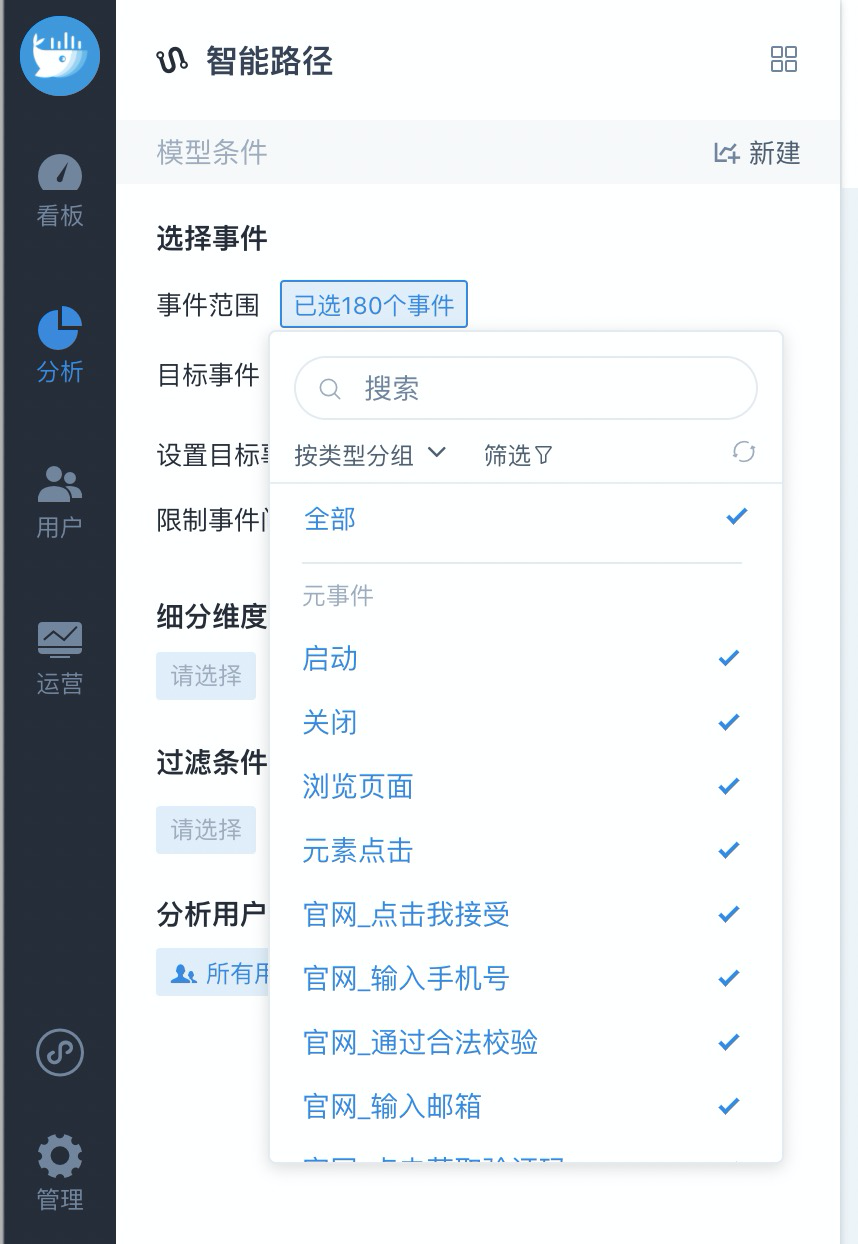 智能路径
模型条件
新建
选择事件
事件范围
已选180个事件
目标事件
搜索
设置目标
按类型分组
筛选
限制事件
全部
元事件
细分维度
启动
请选择
关闭
过滤条件
浏览页面
请选择
元素点击
分析用户
官网_点击我接受
所有用
官网_输入手机号
官网_通过合法校验
官网_输入邮箱
看板
分析
用户
运营
管理